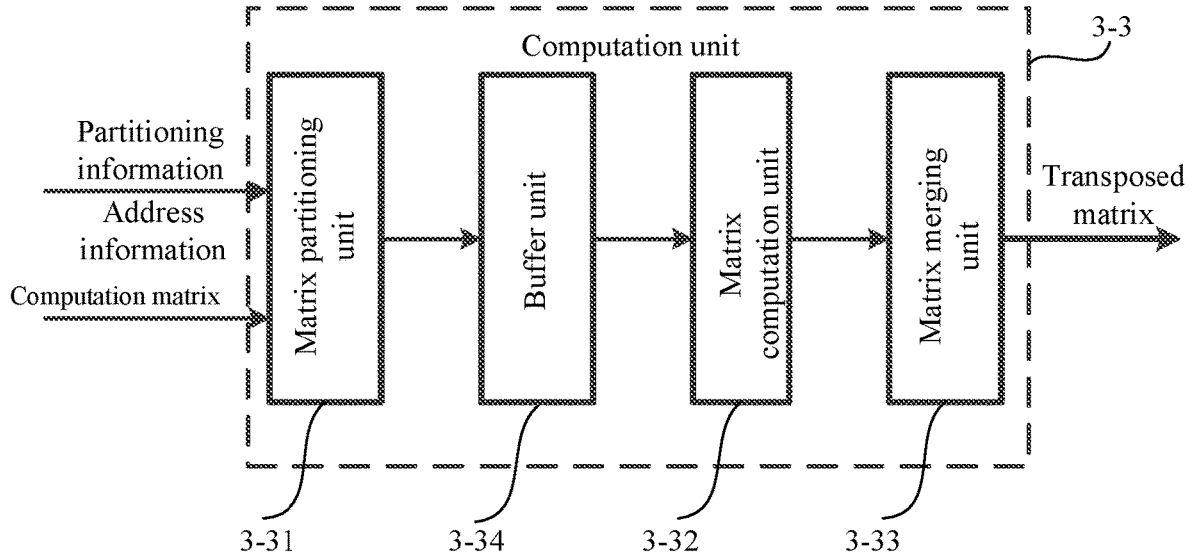 3-3
Computation unit
Partitioning
information
Address
information
Computation matrix
Matrix partitioning
unit
Buffer unit
Matrix
computation unit
Matrix merging
unit
Transposed
matrix
3-31
3-34
3-32
3-33